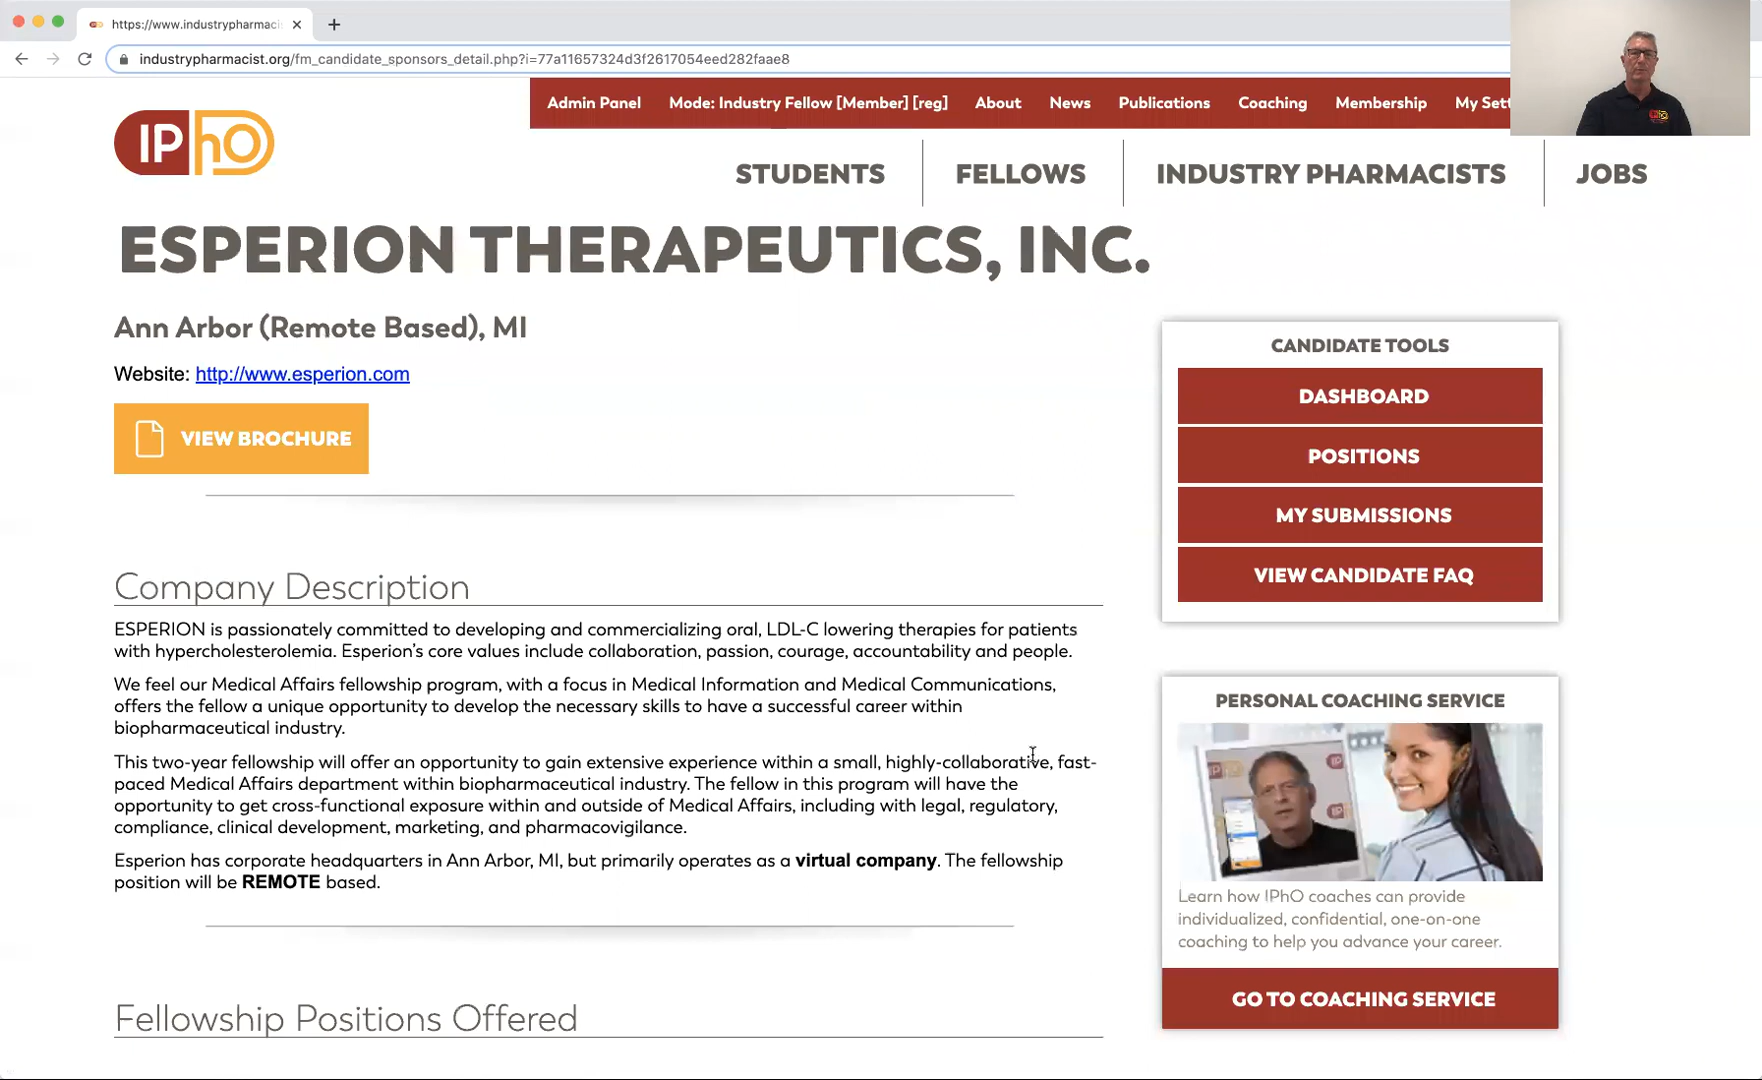 https://www.industrypharmaci
industrypharmacist.org/fm_candidate_sponsors_detail.php?i=77a11657324d3f2617054eed282faae8
Admin Panel Mode: Industry Fellow [Member] [reg] About News Publications Coaching Membership My Sett
IPhO
STUDENTS FELLOWS INDUSTRY PHARMACISTS JOBS
ESPERION THERAPEUTICS, INC.
Ann Arbor (Remote Based), MI
Website: http://www.esperion.com
VIEW BROCHURE
Company Description
ESPERION is passionately committed to developing and commercializing oral, LDL-C lowering therapies for patients
with hypercholesterolemia. Esperion's core values include collaboration, passion, courage, accountability and people.
We feel our Medical Affairs fellowship program, with a focus in Medical Information and Medical Communications,
offers the fellow a unique opportunity to develop the necessary skills to have a successful career within
biopharmaceutical industry.
This two-year fellowship will offer an opportunity to gain extensive experience within a small, highly-collaborative, fast-
paced Medical Affairs department within biopharmaceutical industry. The fellow in this program will have the
opportunity to get cross-functional exposure within and outside of Medical Affairs, including with legal, regulatory,
compliance, clinical development, marketing, and pharmacovigilance.
Esperion has corporate headquarters in Ann Arbor, MI, but primarily operates as a virtual company. The fellowship
position will be REMOTE based.
Fellowship Positions Offered
CANDIDATE TOOLS
DASHBOARD
POSITIONS
MY SUBMISSIONS
VIEW CANDIDATE FAQ
PERSONAL COACHING SERVICE
Learn how IPhO coaches can provide
individualized, confidential, one-on-one
coaching to help you advance your career.
GO TO COACHING SERVICE